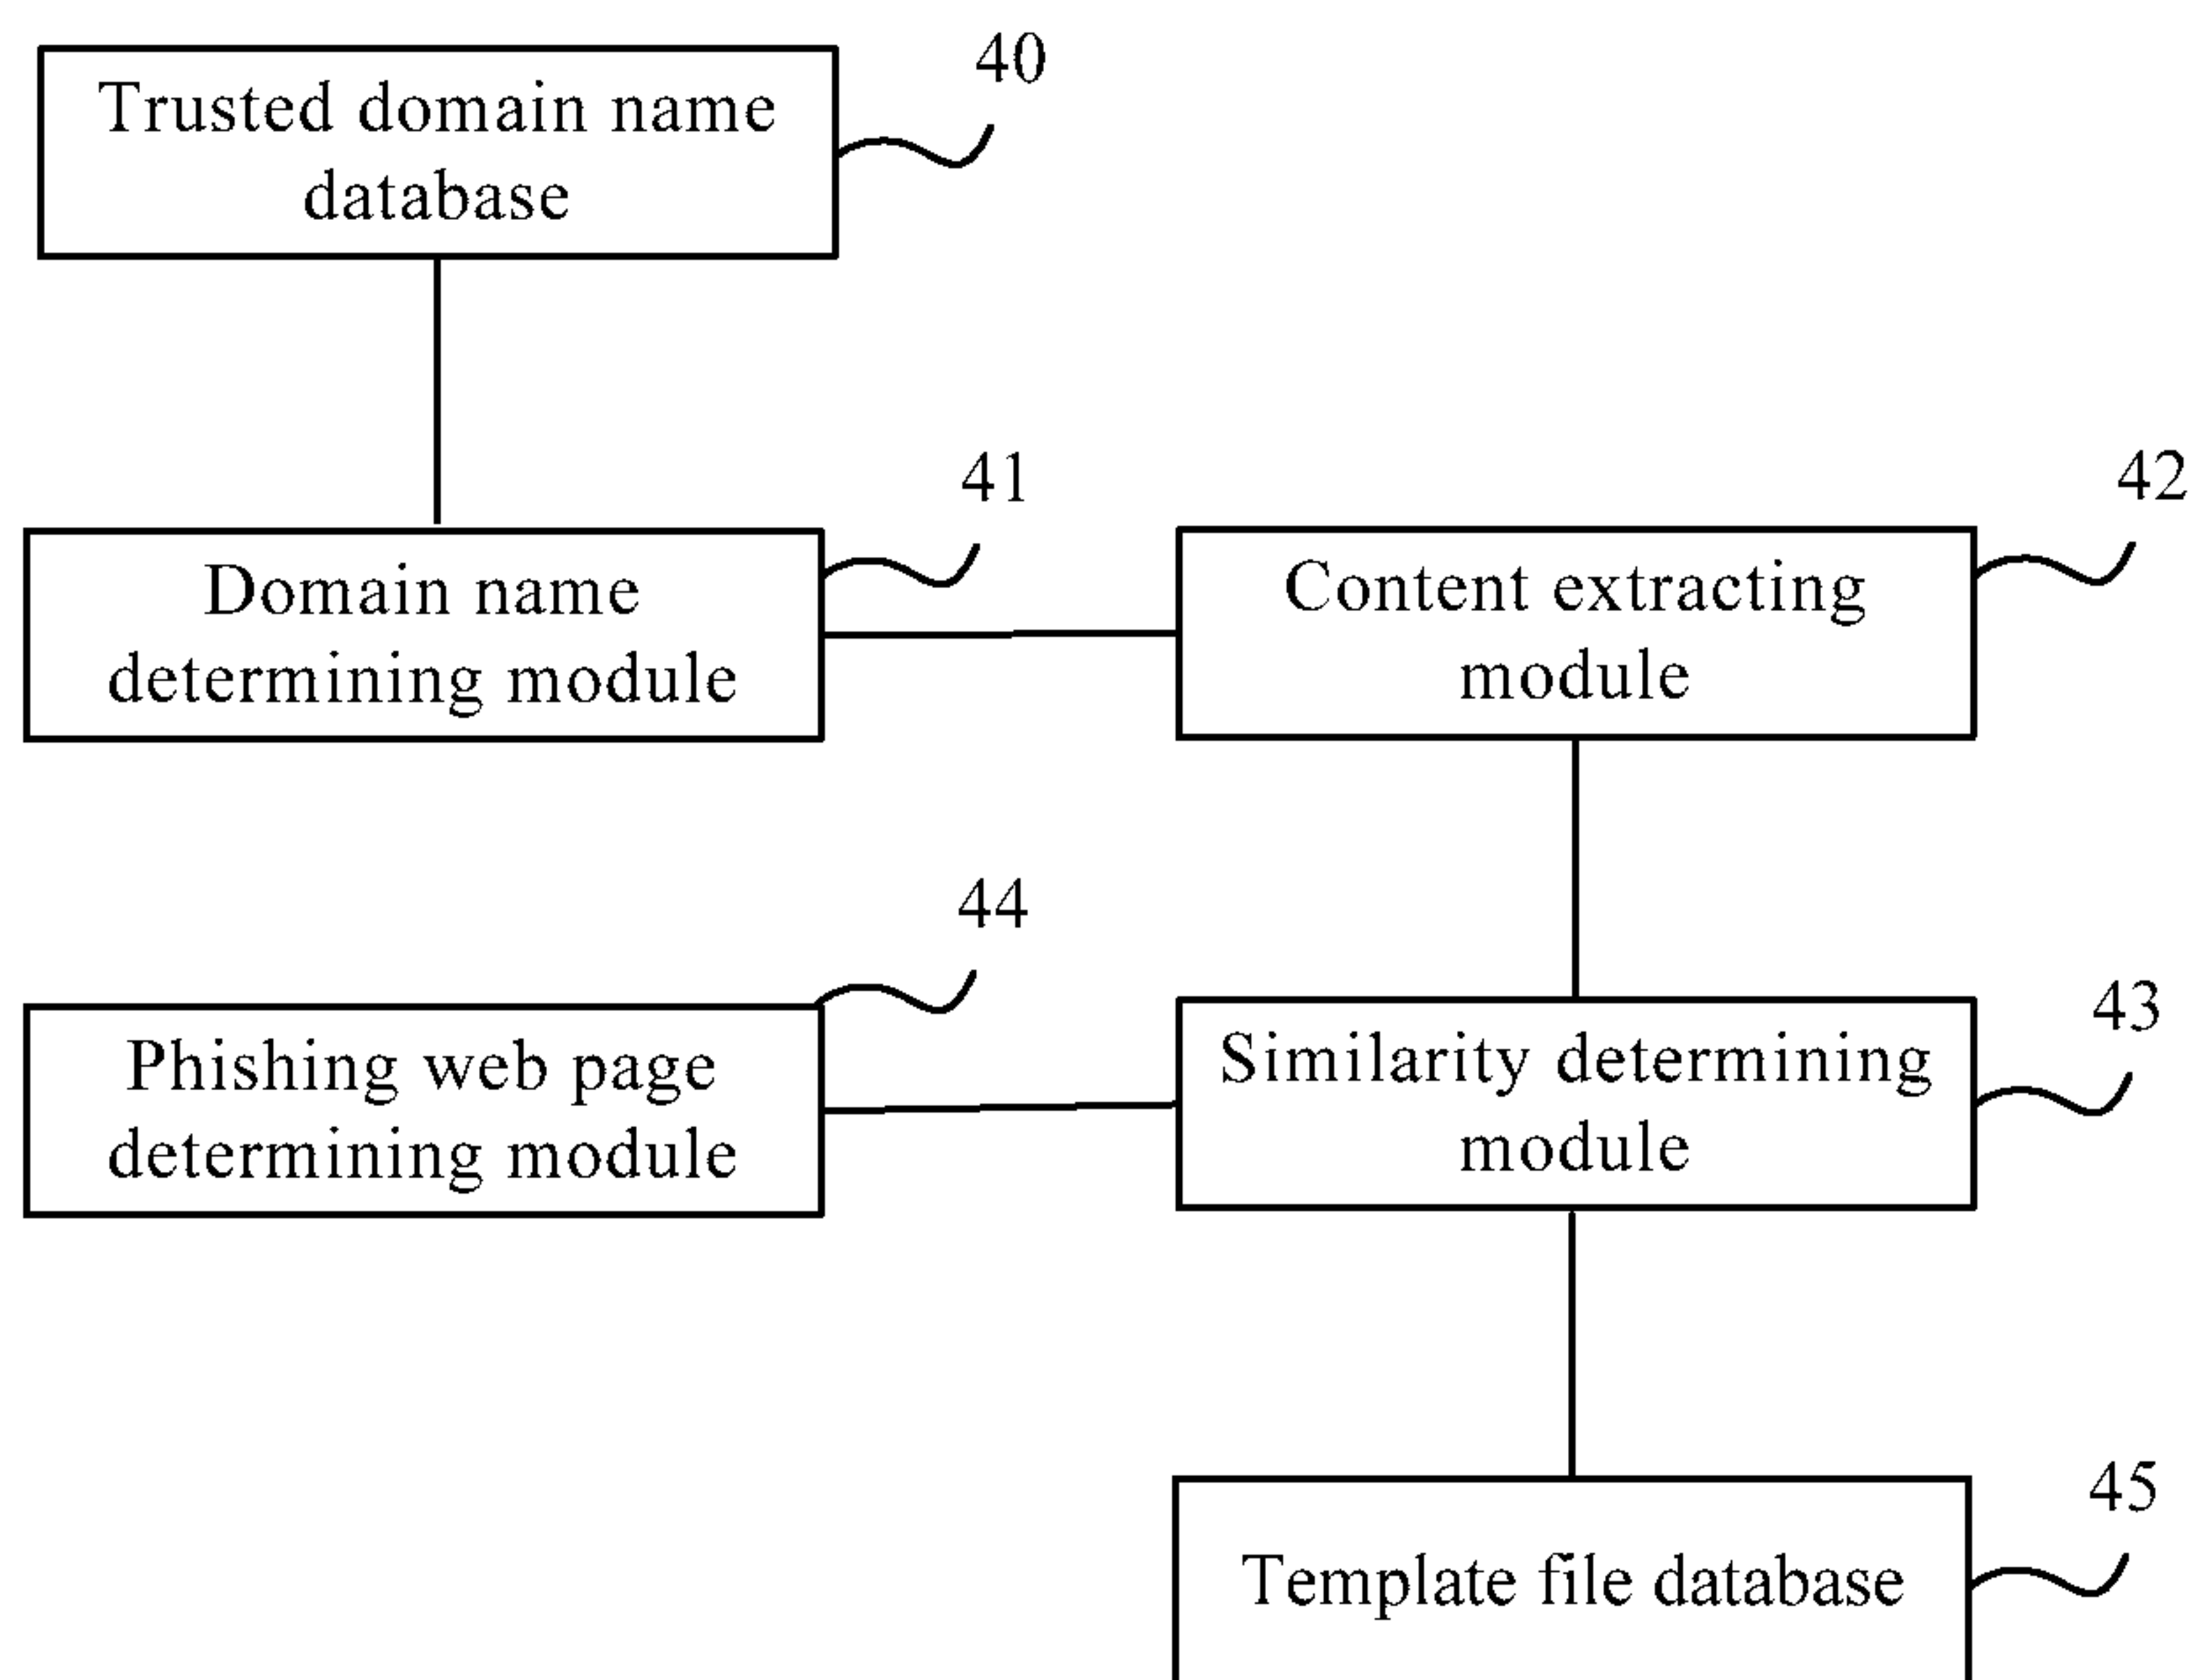 40
Trusted domain name
database
41
Domain name
determining module
42
Content extracting
module
44
Phishing web page
determining module
43
Similarity determining
module
45
Template file database